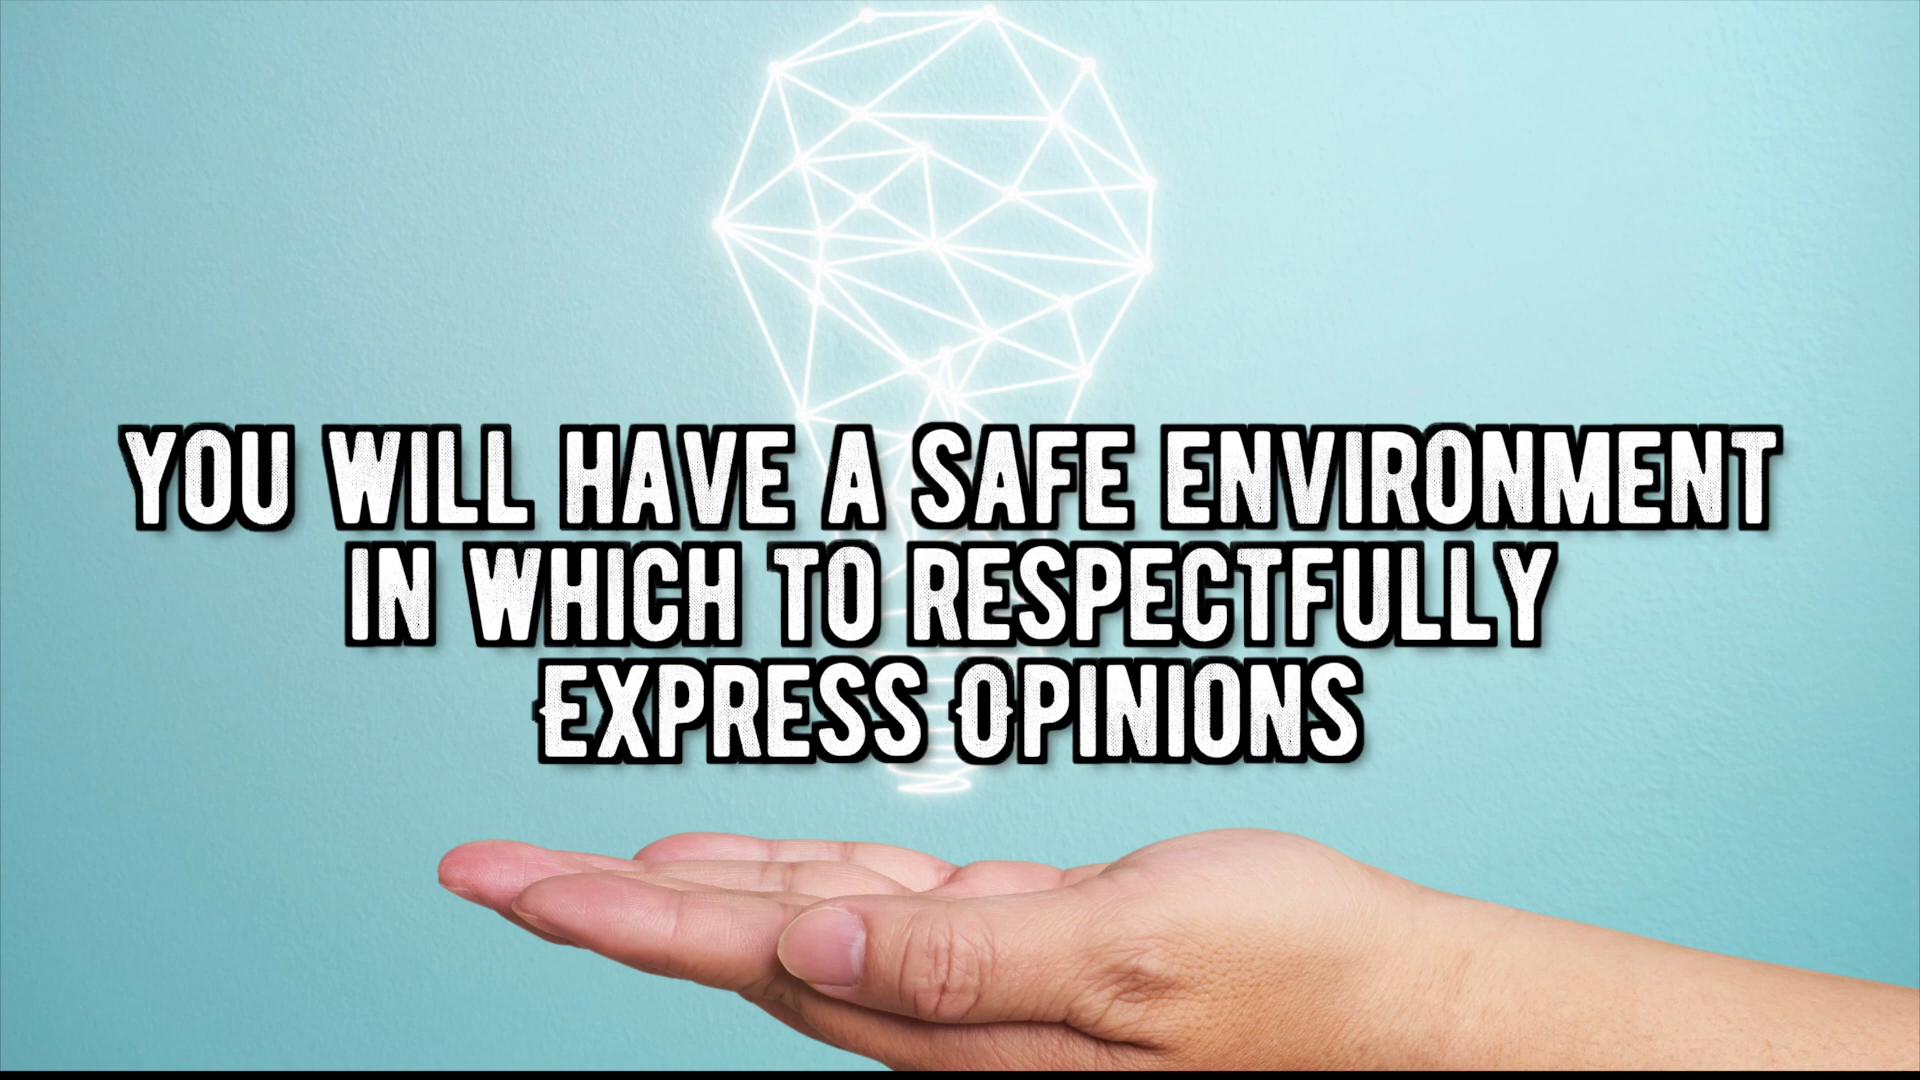 YOU WILL HAVE A SAFE ENVIRONMENT
IN WHICH TO RESPECTFULLY
EXPRESS OPINIONS